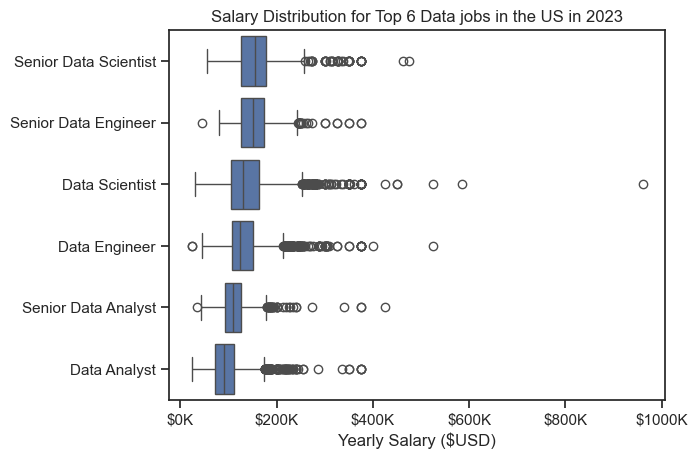 Salary Distribution for Top 6 Data jobs in the US in 2023
Senior Data Scientist
Senior Data Engineer
Data Scientist
Data Engineer
Senior Data Analyst
Data Analyst
$0K $200K $400K $600K $800K $1000K
Yearly Salary ($USD)